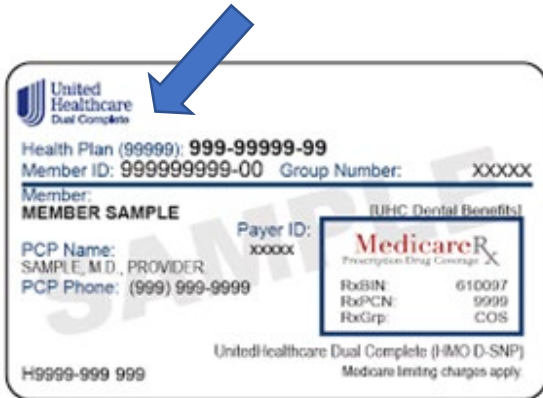 United
Healthcare
Dual Complete
Health Plan (99999): 999-99999-99
Member ID: 999999999-00 Group Number: XXXXX
Member:
MEMBER SAMPLE
[UHC Dental Benefits]
Payer ID:
XXXXX
PCP Name:
SAMPLE, M.D., PROVIDER
PCP Phone: (999) 999-9999
MedicareRx
Prescription Drug Coverage
RxBIN: 610097
RxPCN: 9999
RxGrp: COS
SAMPLE
UnitedHealthcare Dual Complete (HMO D-SNP)
H9999-999 999 Medicare limiting charges apply.